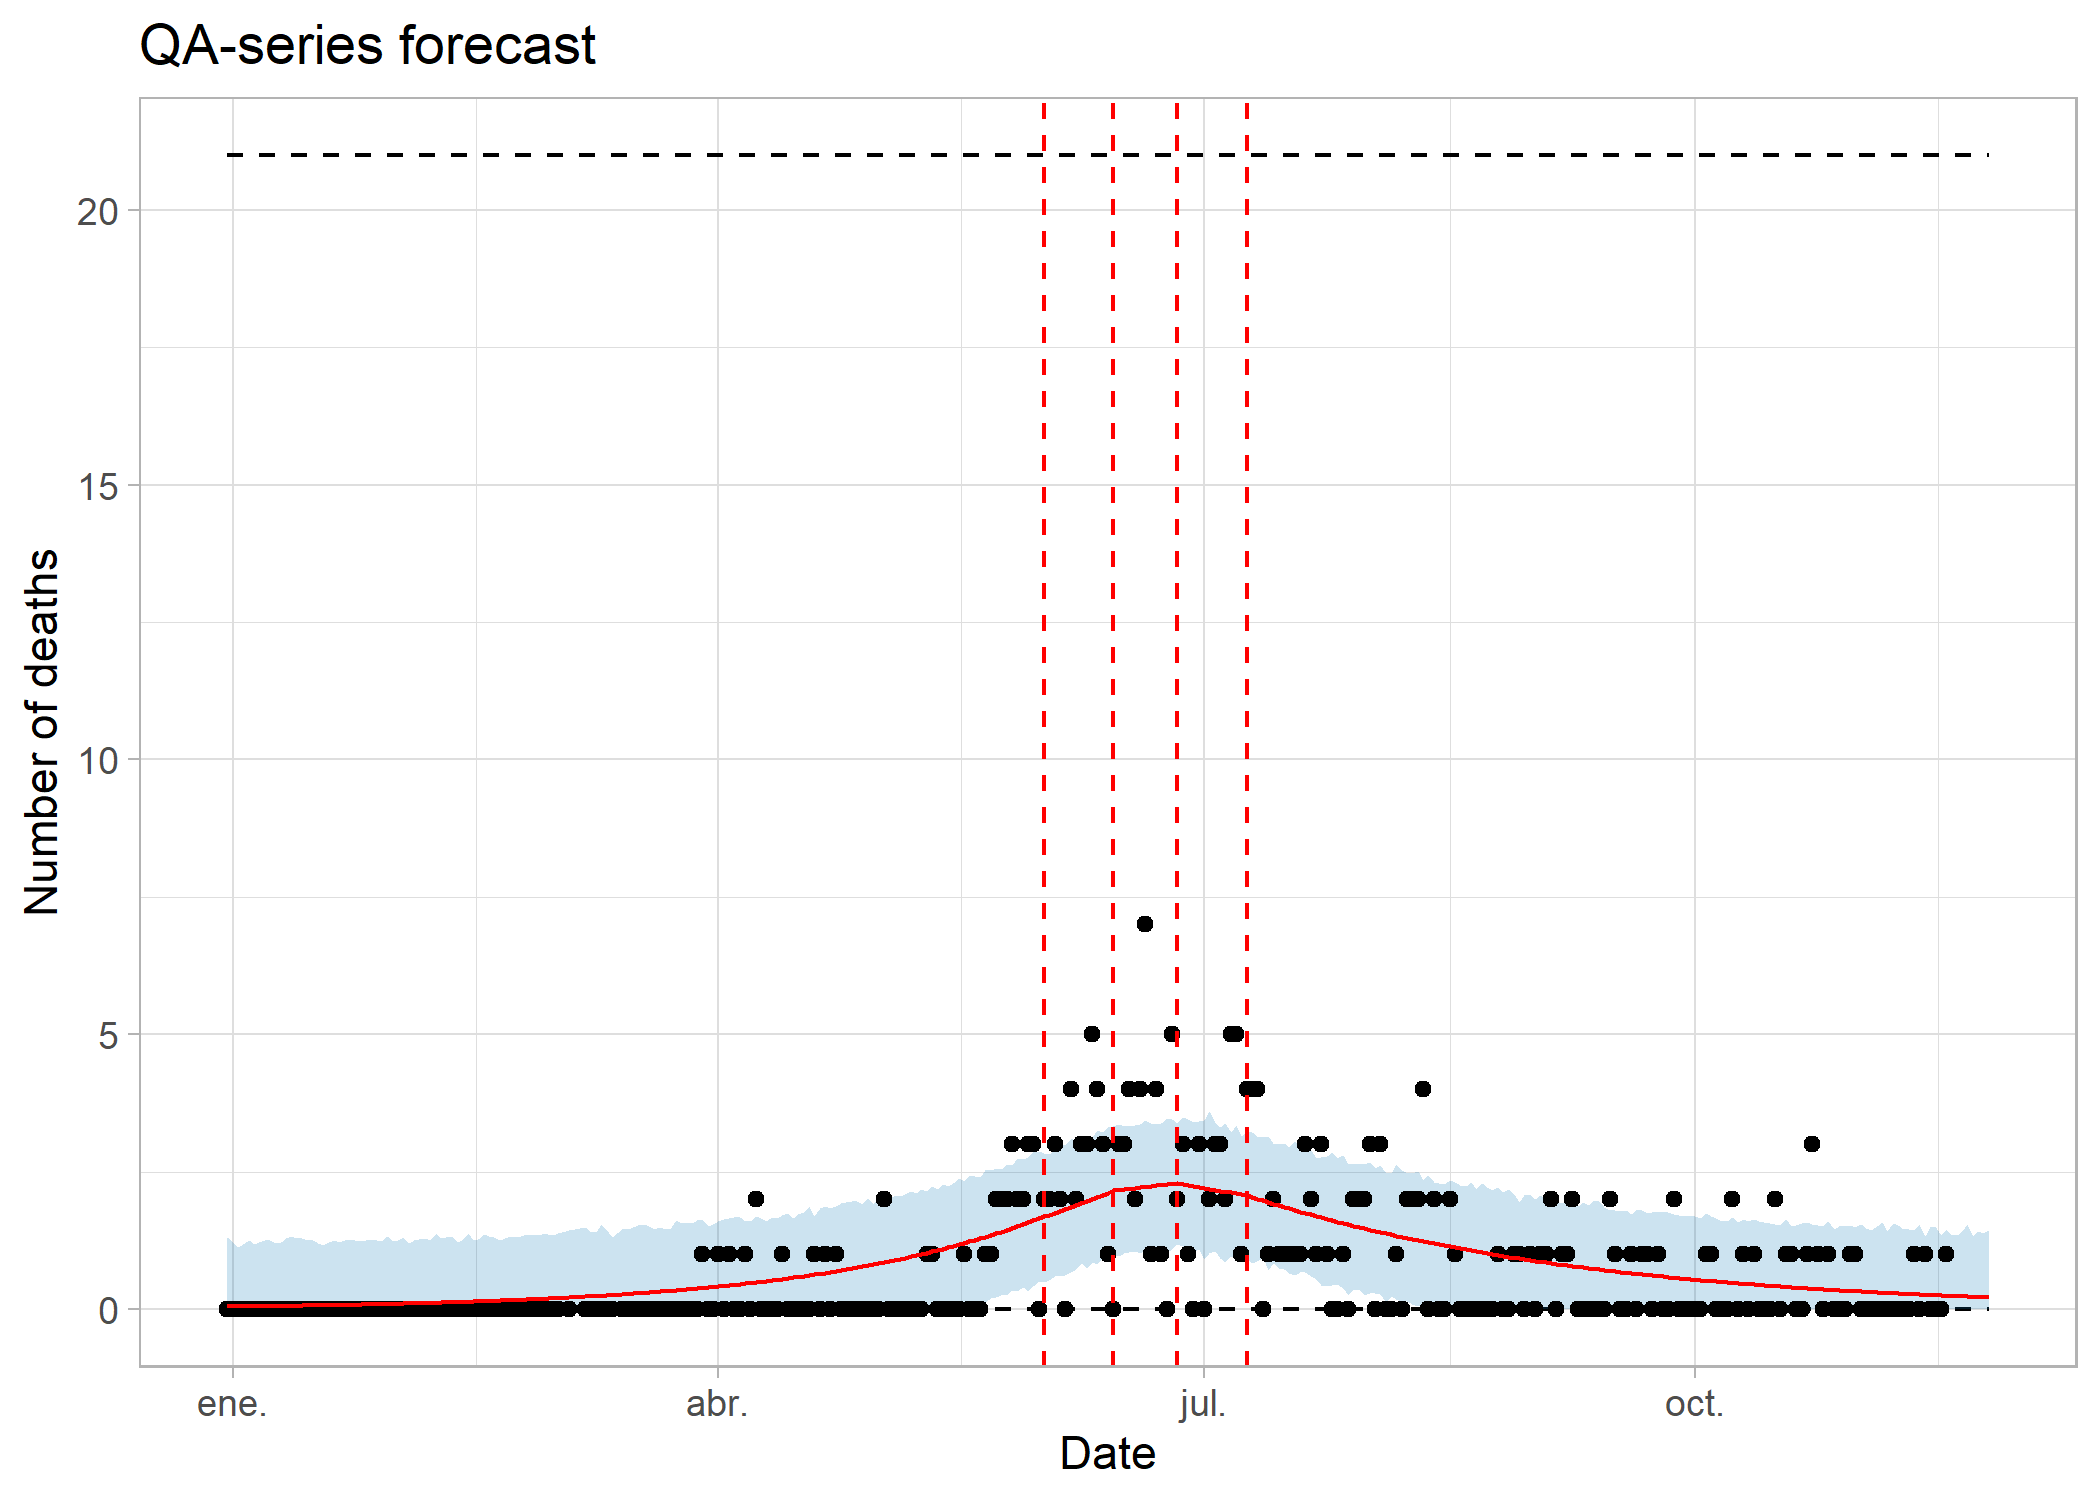 QA-series forecast
20
15
10
5
0
Number of deaths
ene.
abr.
jul.
oct.
Date